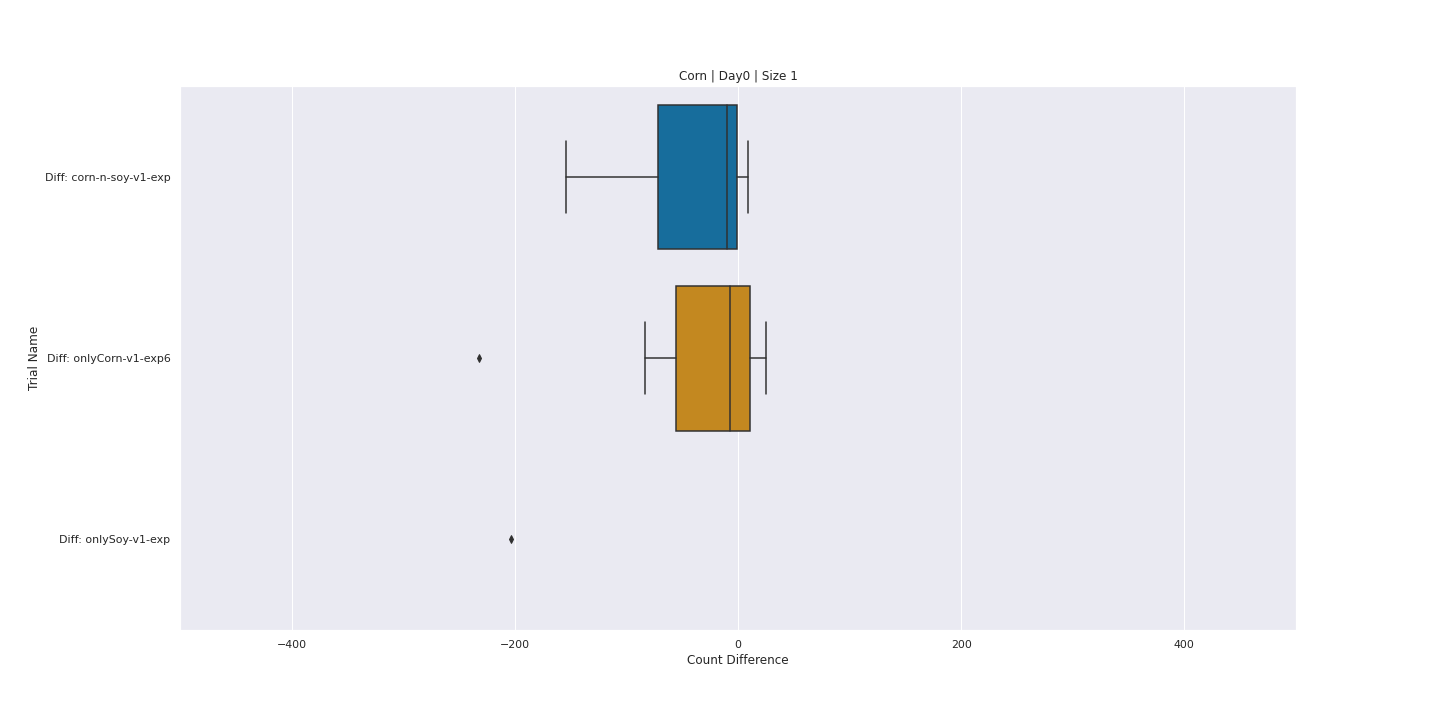 Corn | Day0 | Size 1
Diff: corn-n-soy-v1-exp
Diff: onlyCorn-v1-exp6
Diff: onlySoy-v1-exp
Trial Name
−400
−200
0
200
400
Count Difference